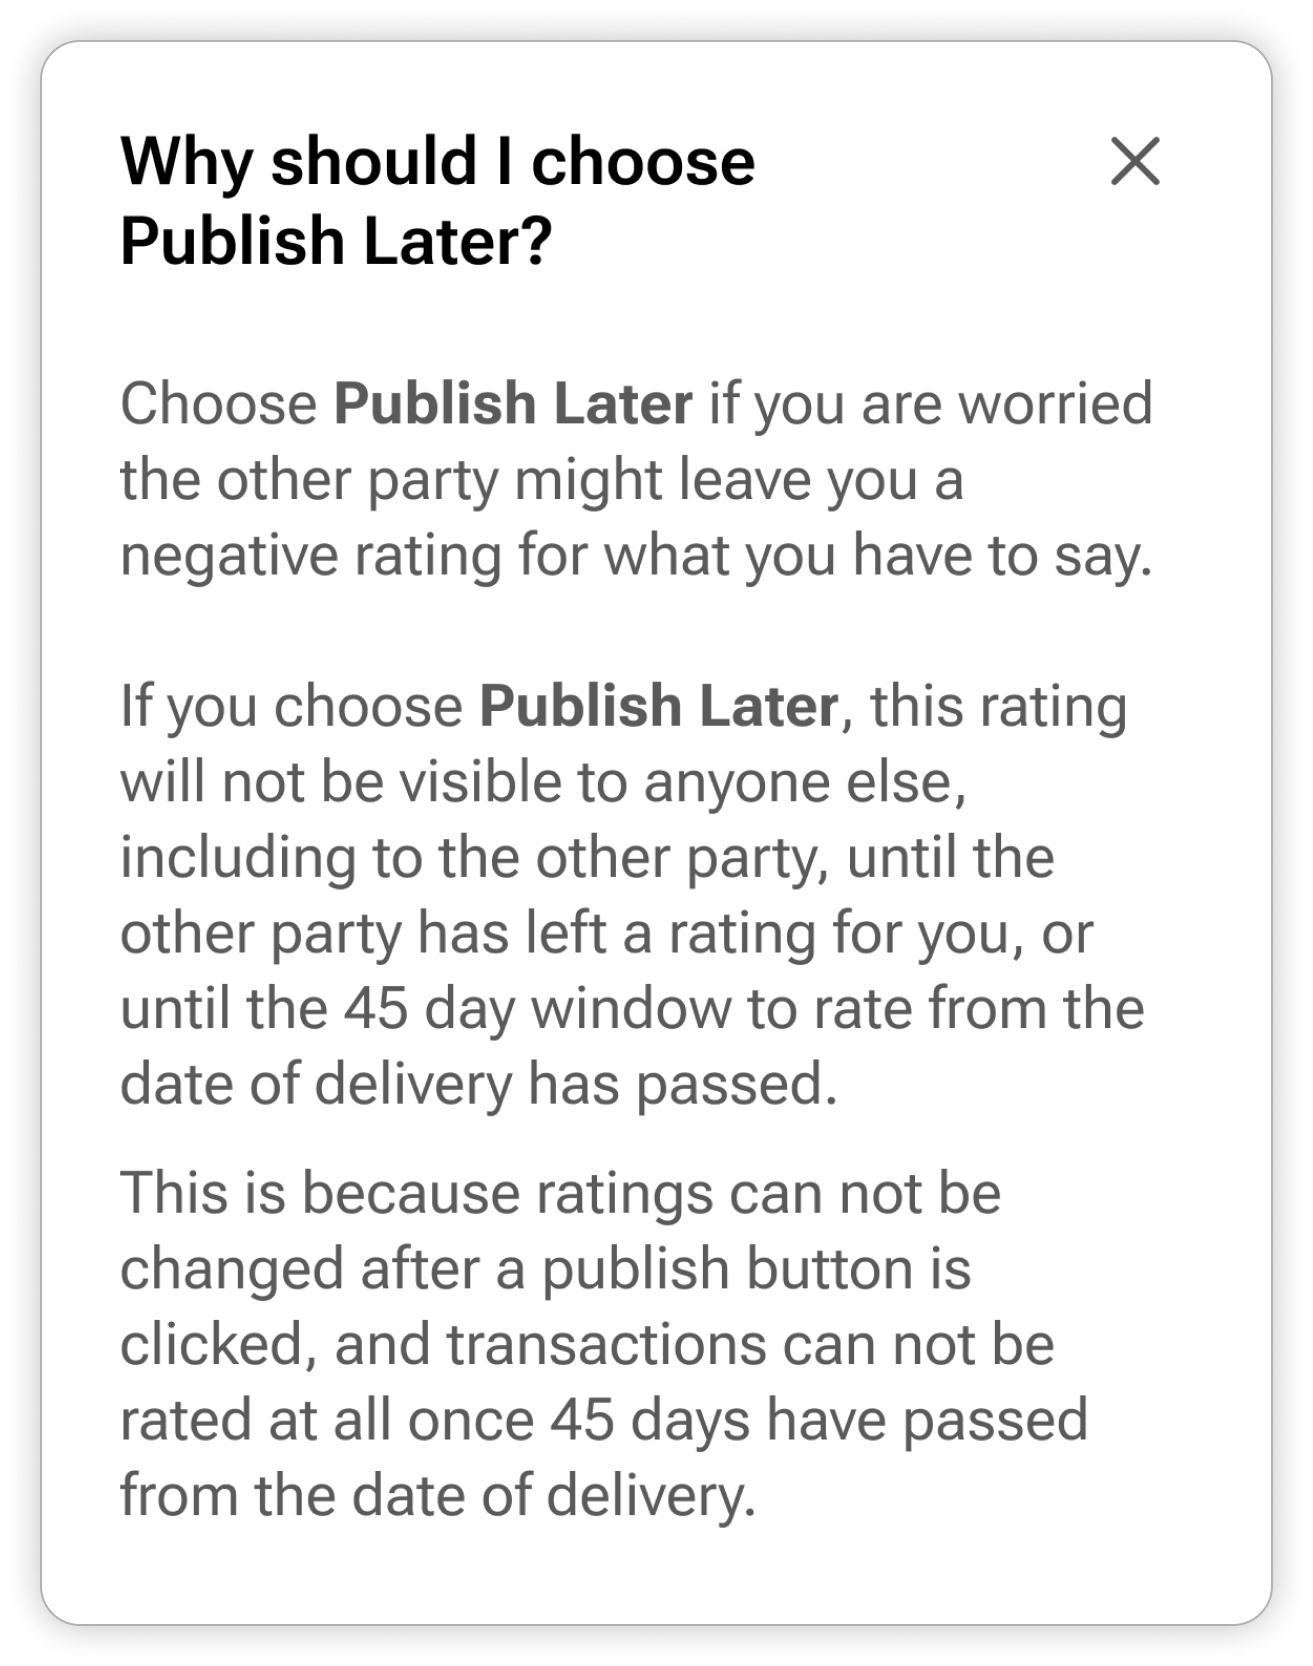 Why should I choose
Publish Later?
Choose Publish Later if you are worried
the other party might leave you a
negative rating for what you have to say.
If you choose Publish Later, this rating
will not be visible to anyone else,
including to the other party, until the
other party has left a rating for you, or
until the 45 day window to rate from the
date of delivery has passed.
This is because ratings can not be
changed after a publish button is
clicked, and transactions can not be
rated at all once 45 days have passed
from the date of delivery.